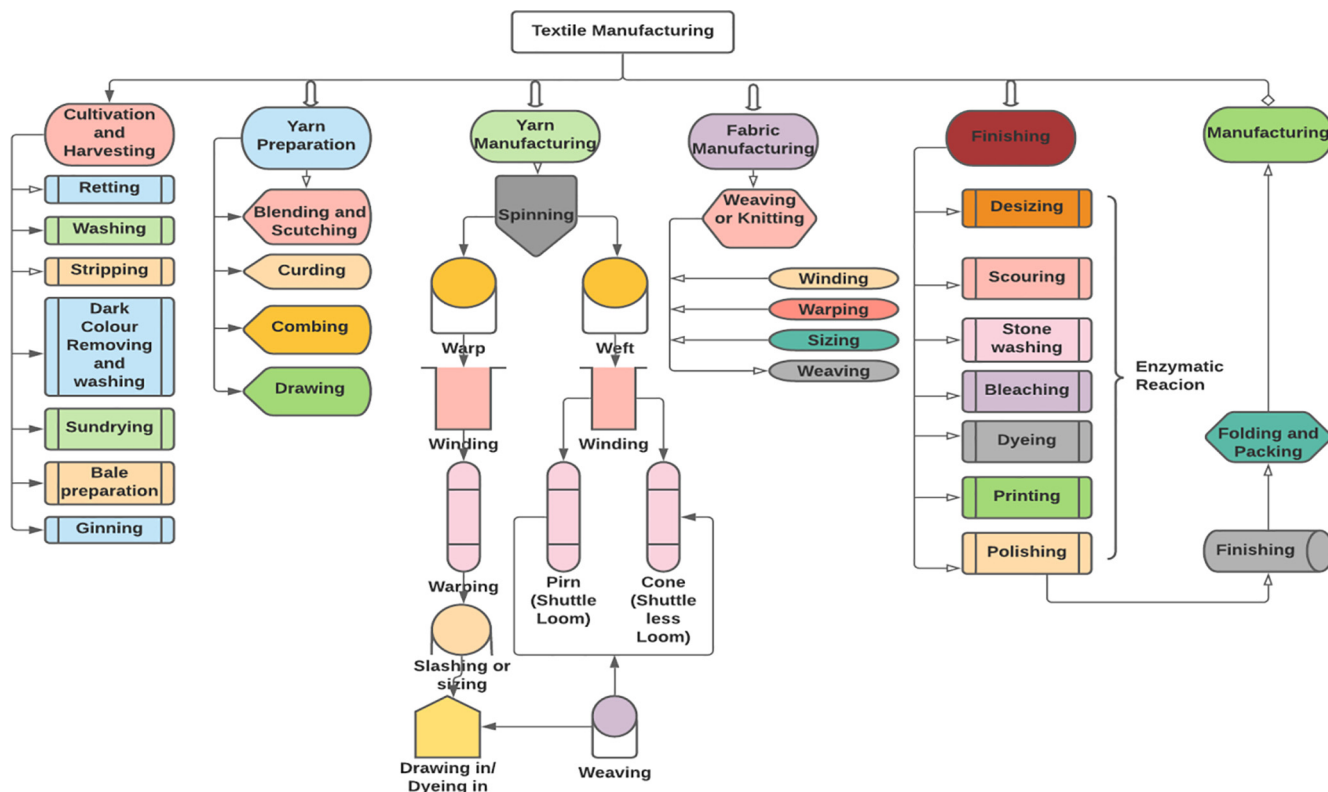 Textile Manufacturing
Cultivation
and
Harvesting
Retting
Washing
Stripping
Dark
Colour
Removing
and
washing
Sundrying
Bale
preparation
Ginning
Yarn
Preparation
Blending and
Scutching
Curding
Combing
Drawing
Yarn
Manufacturing
Spinning
Warp
Weft
Winding
Winding
Warping
Pirn
(Shuttle
Loom)
Cone
(Shuttle
less
Loom)
Slashing or
sizing
Drawing in/
Dyeing in
Weaving
Fabric
Manufacturing
Weaving
or Knitting
Winding
Warping
Sizing
Weaving
Finishing
Desizing
Scouring
Stone
washing
Bleaching
Dyeing
Printing
Polishing
Enzymatic
Reacion
Manufacturing
Folding and
Packing
Finishing